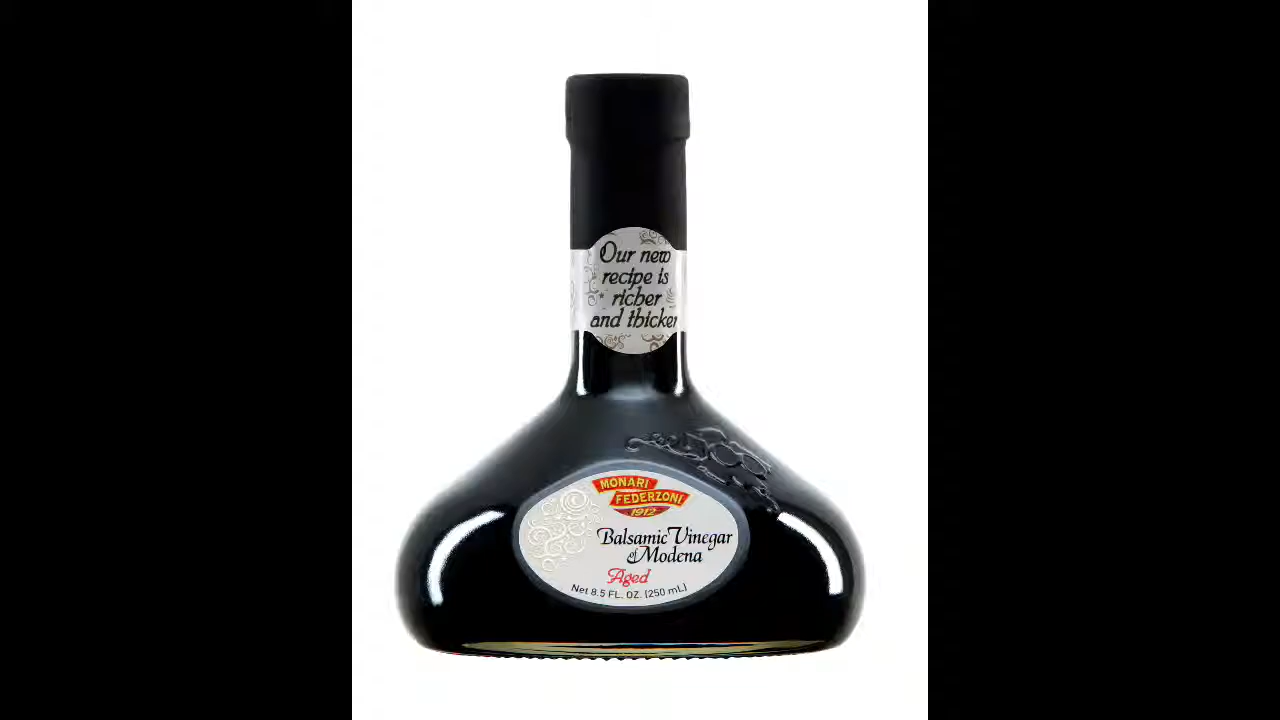 Our new
recipe is
richer
and thicker
MONARI
FEDERZONI
1912
Balsamic Vinegar
of Modena
Aged
Net 8.5 FL. OZ. (250 mL)